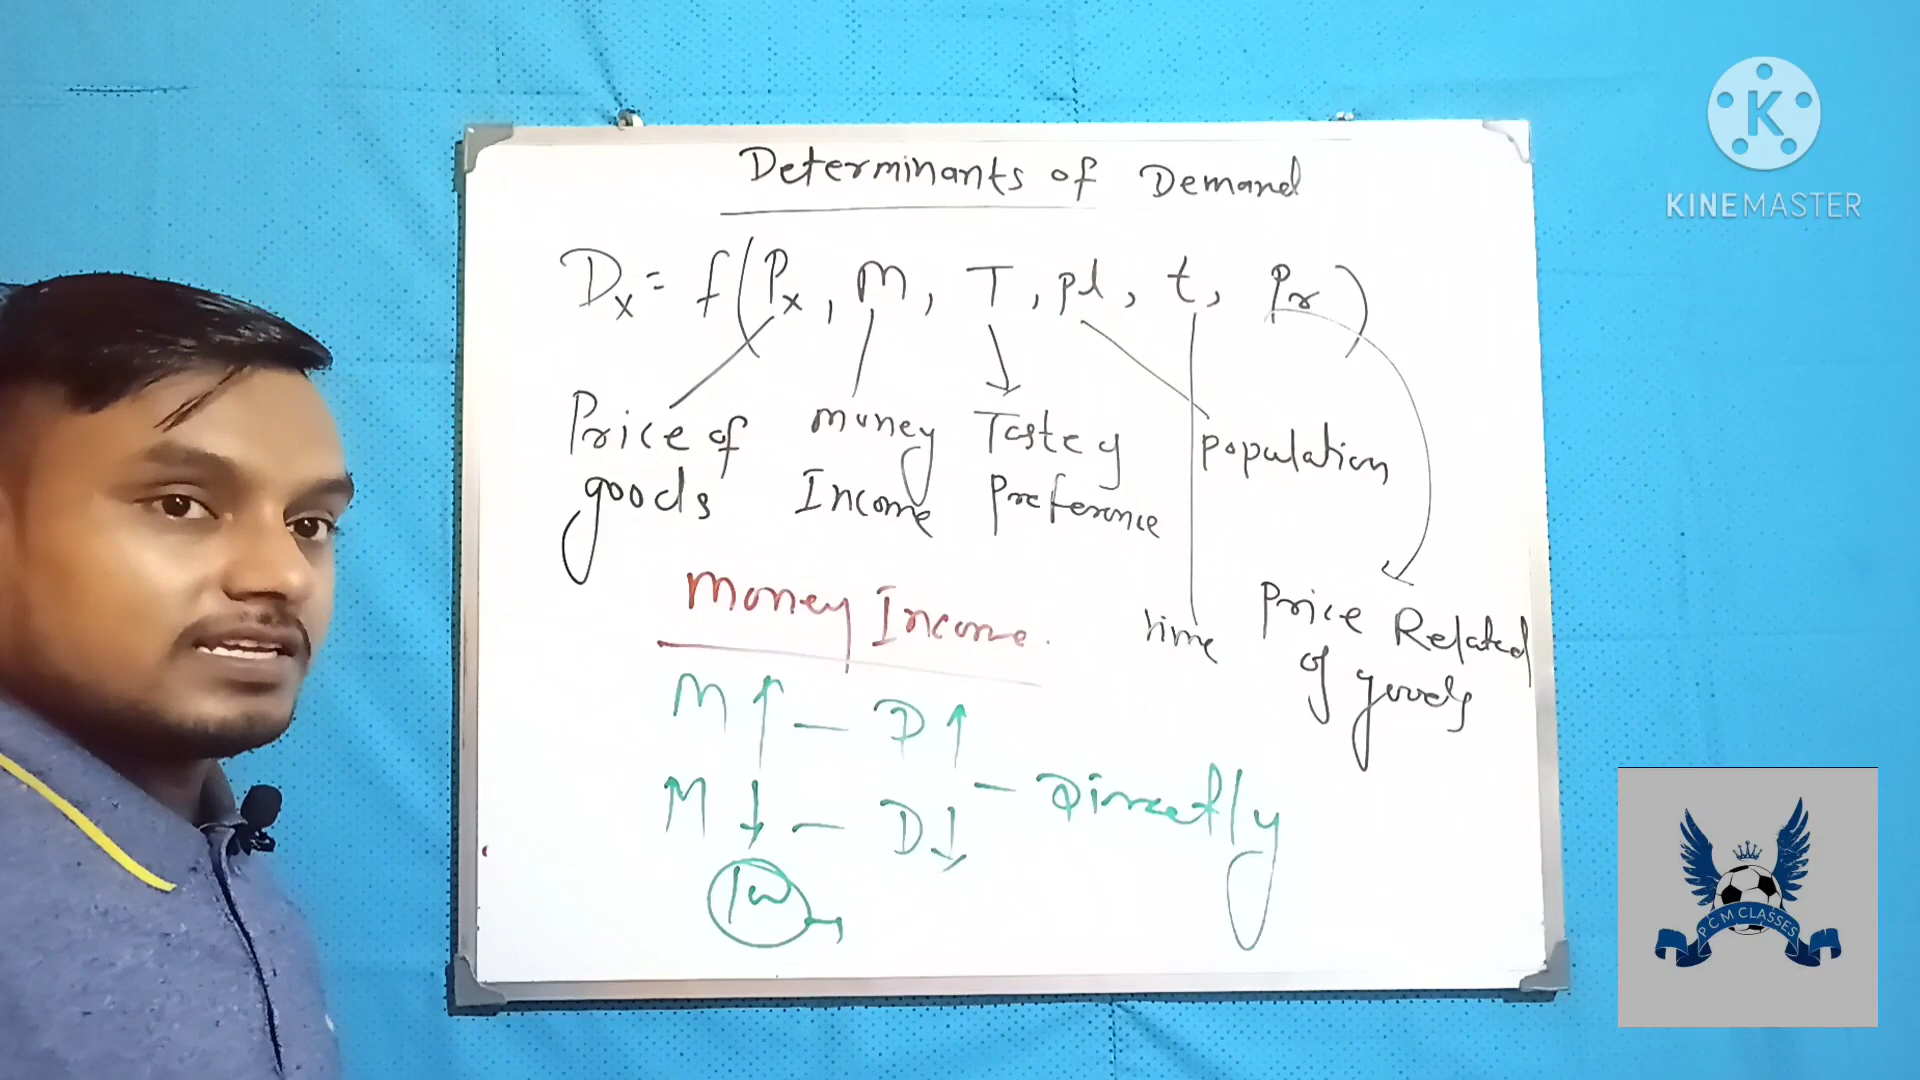 Determinants of Demand
Dx = f(Px, M, T, pl, t, Pr)
Price of goods
money Income
Taste y Preference
population
time
Price Related of goods
Money Income.
M ↑ — D ↑
M ↓ — D ↓ — Directly
KINEMASTER
K
P C M CLASSES